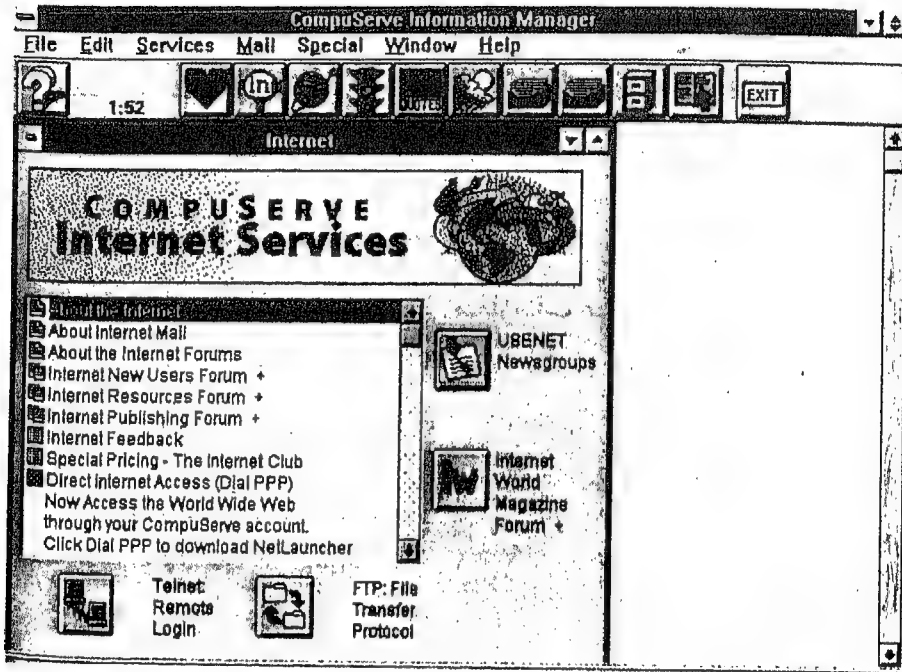 CompuServe Information Manager
File Edit Services Mail Special Window Help
1:52 In QUOTES EXIT
Internet
COMPUSERVE
Internet Services
About the Internet
About Internet Mail
About the Internet Forums
Internet New Users Forum +
Internet Resources Forum +
Internet Publishing Forum +
Internet Feedback
Special Pricing - The Internet Club
Direct Internet Access (Dial PPP)
Now Access the World Wide Web
through your CompuServe account.
Click Dial PPP to download NetLauncher
USENET
Newsgroups
Iw
Internet
World
Magazine
Forum +
Telnet:
Remote
Login
FTP: File
Transfer
Protocol